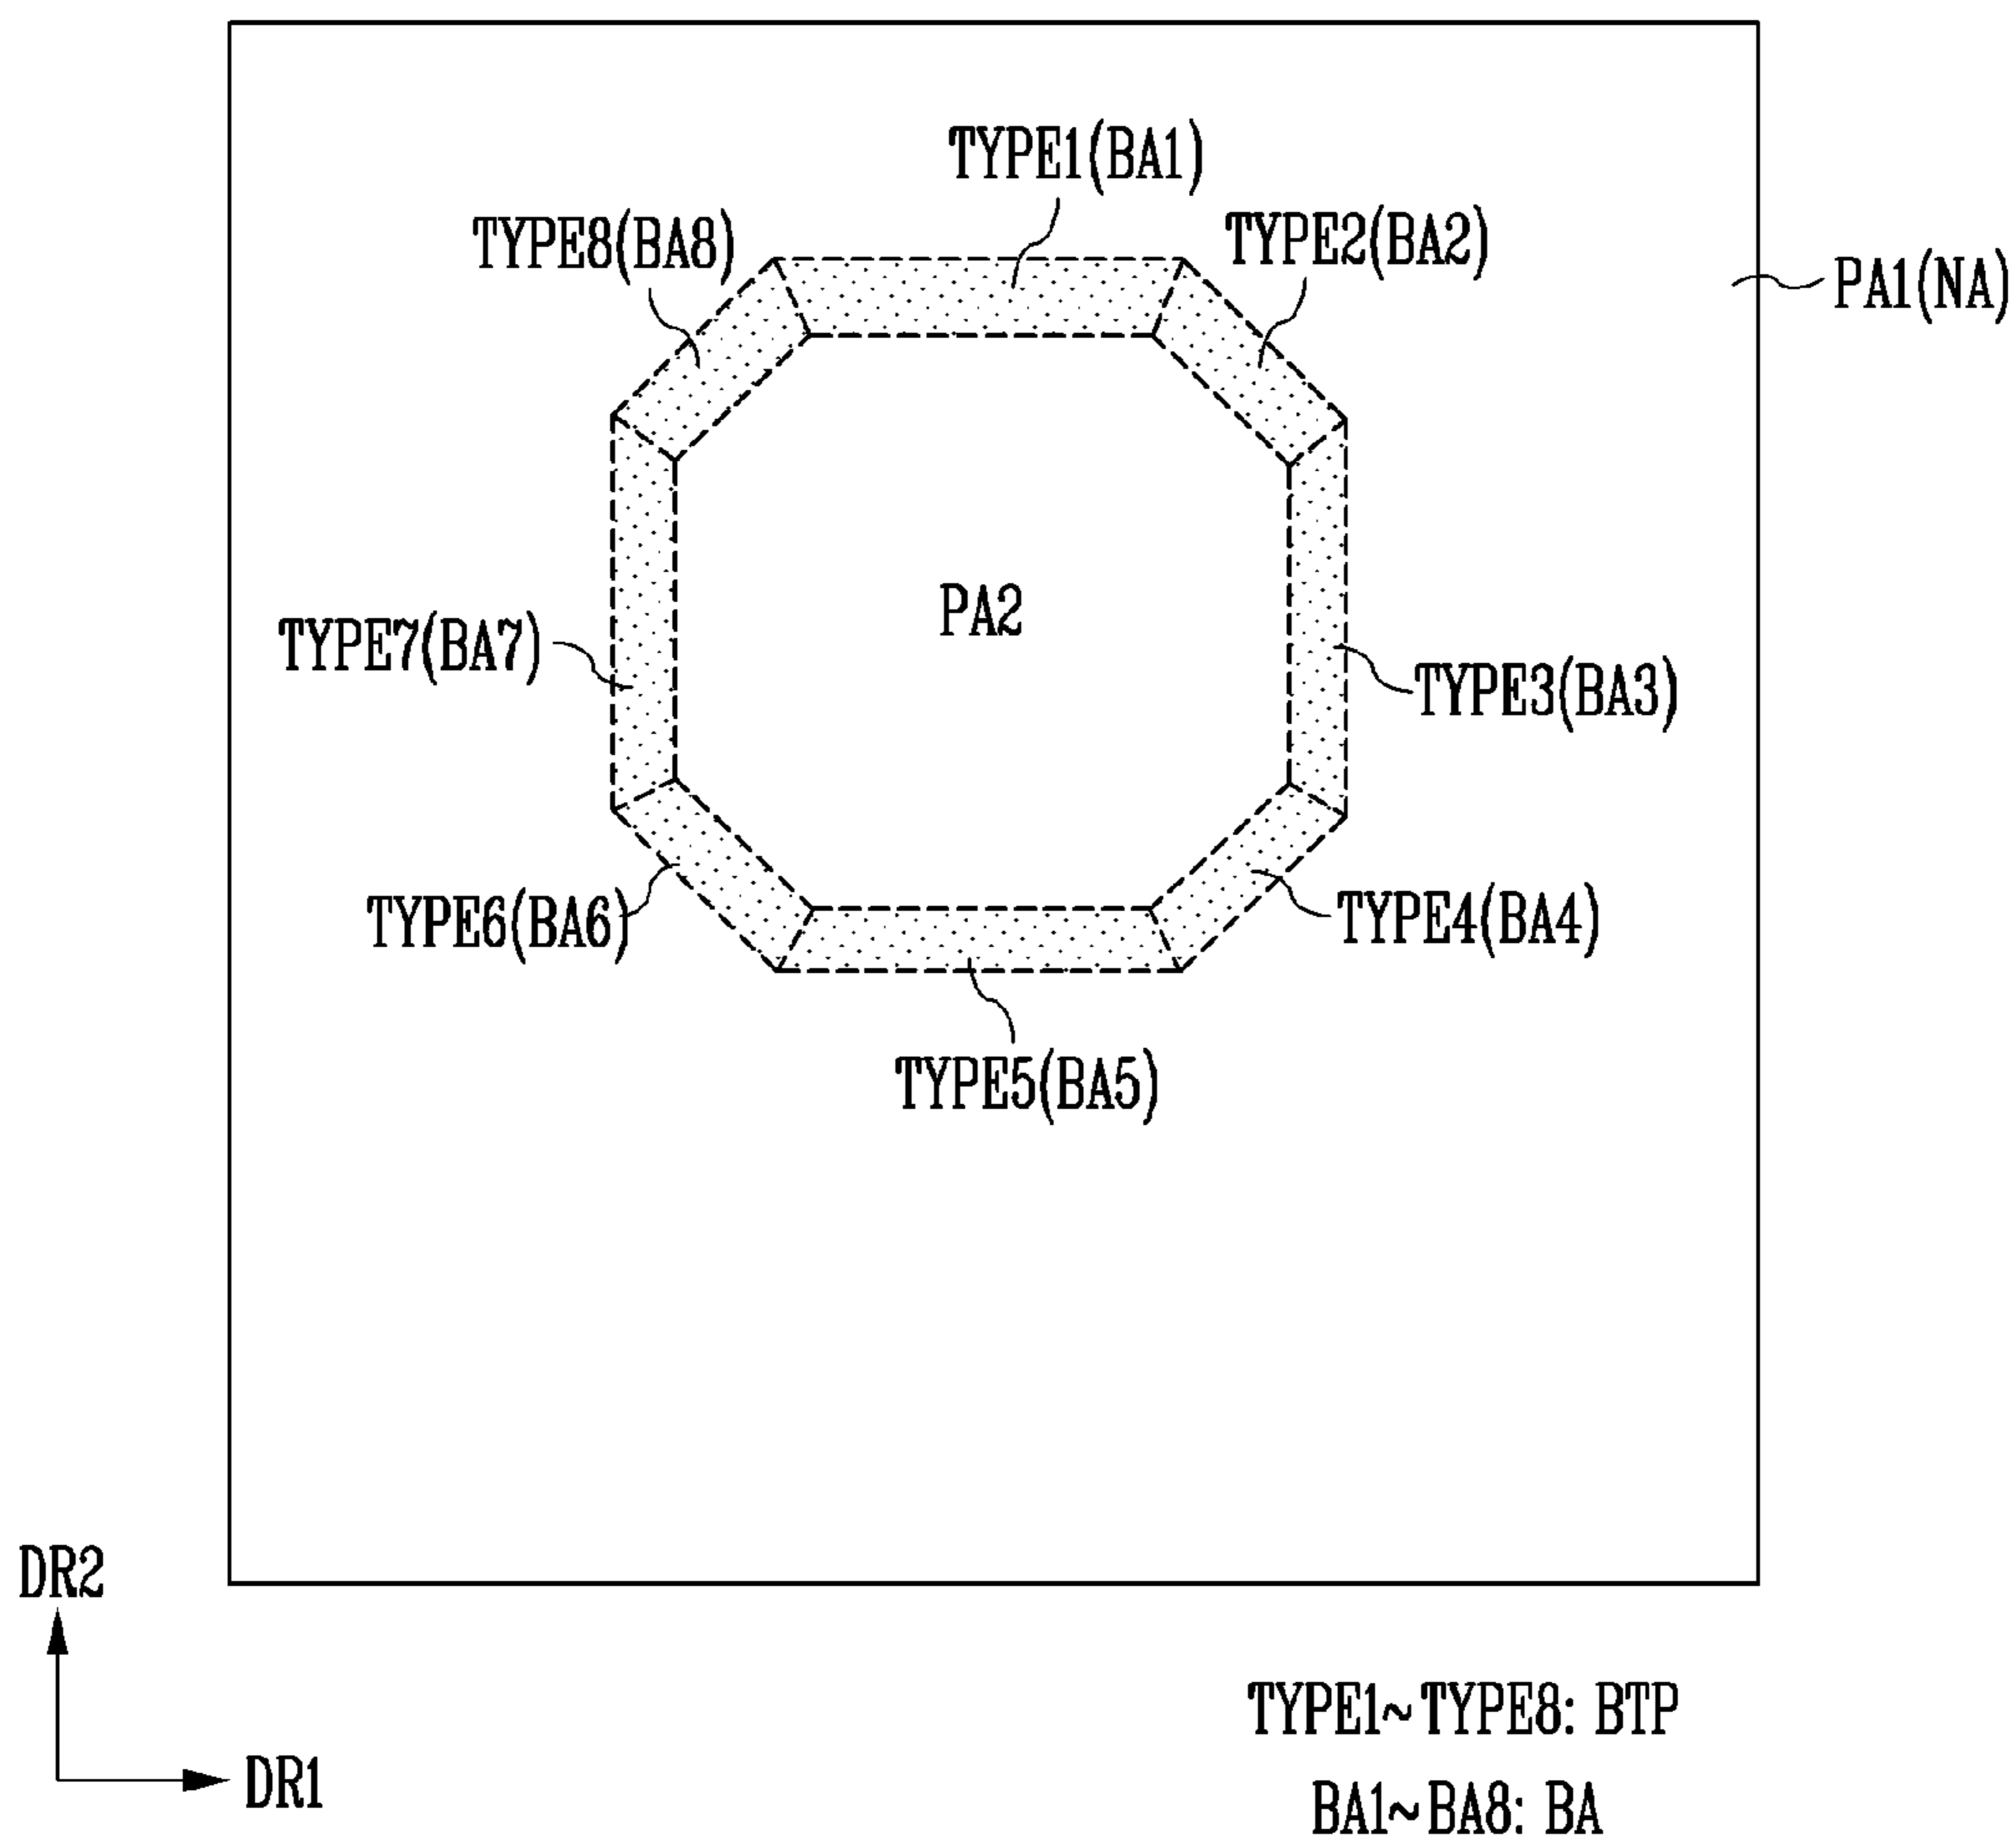 TYPE1(BA1)
TYPE8(BA8)
TYPE2(BA2)
PA1(NA)
PA2
TYPE7(BA7)
TYPE3(BA3)
TYPE6(BA6)
TYPE4(BA4)
TYPE5(BA5)
DR2
DR1
TYPE1~TYPE8: BTP
BA1~BA8: BA